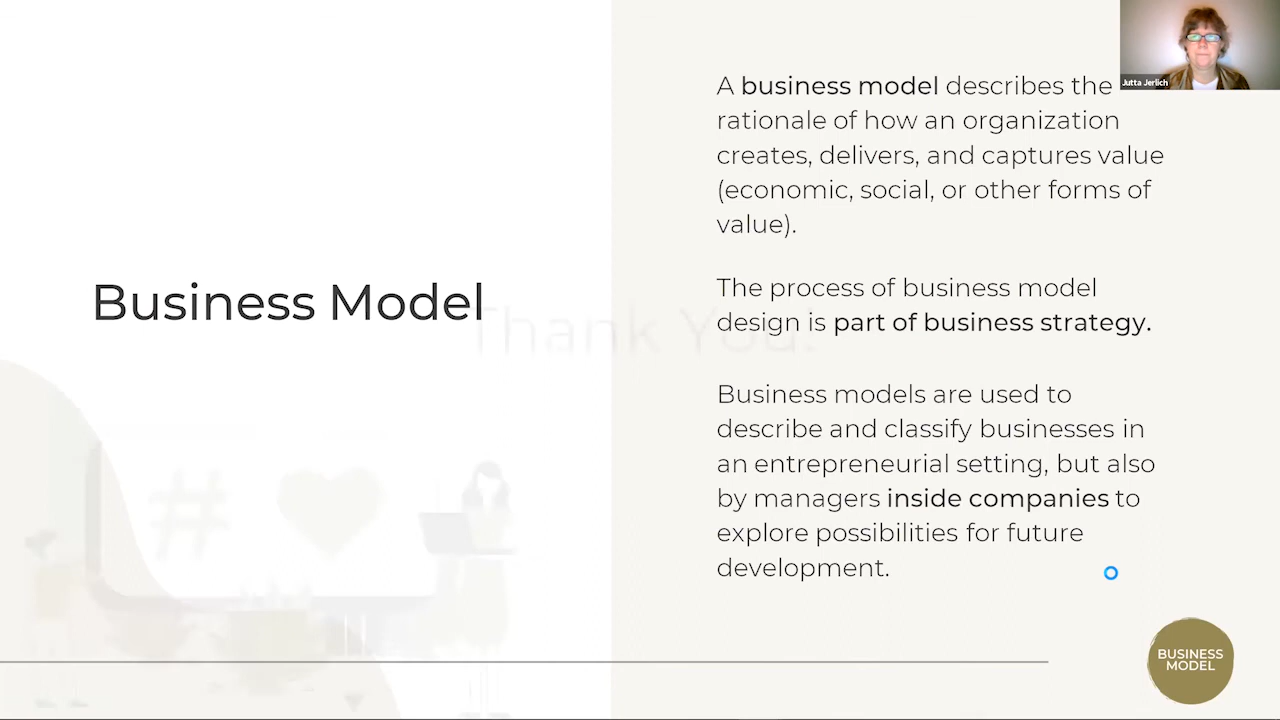 Jutta Jerlich
A business model describes the
rationale of how an organization
creates, delivers, and captures value
(economic, social, or other forms of
value).
Business Model
Thank You!
The process of business model
design is part of business strategy.
Business models are used to
describe and classify businesses in
an entrepreneurial setting, but also
by managers inside companies to
explore possibilities for future
development.
BUSINESS
MODEL